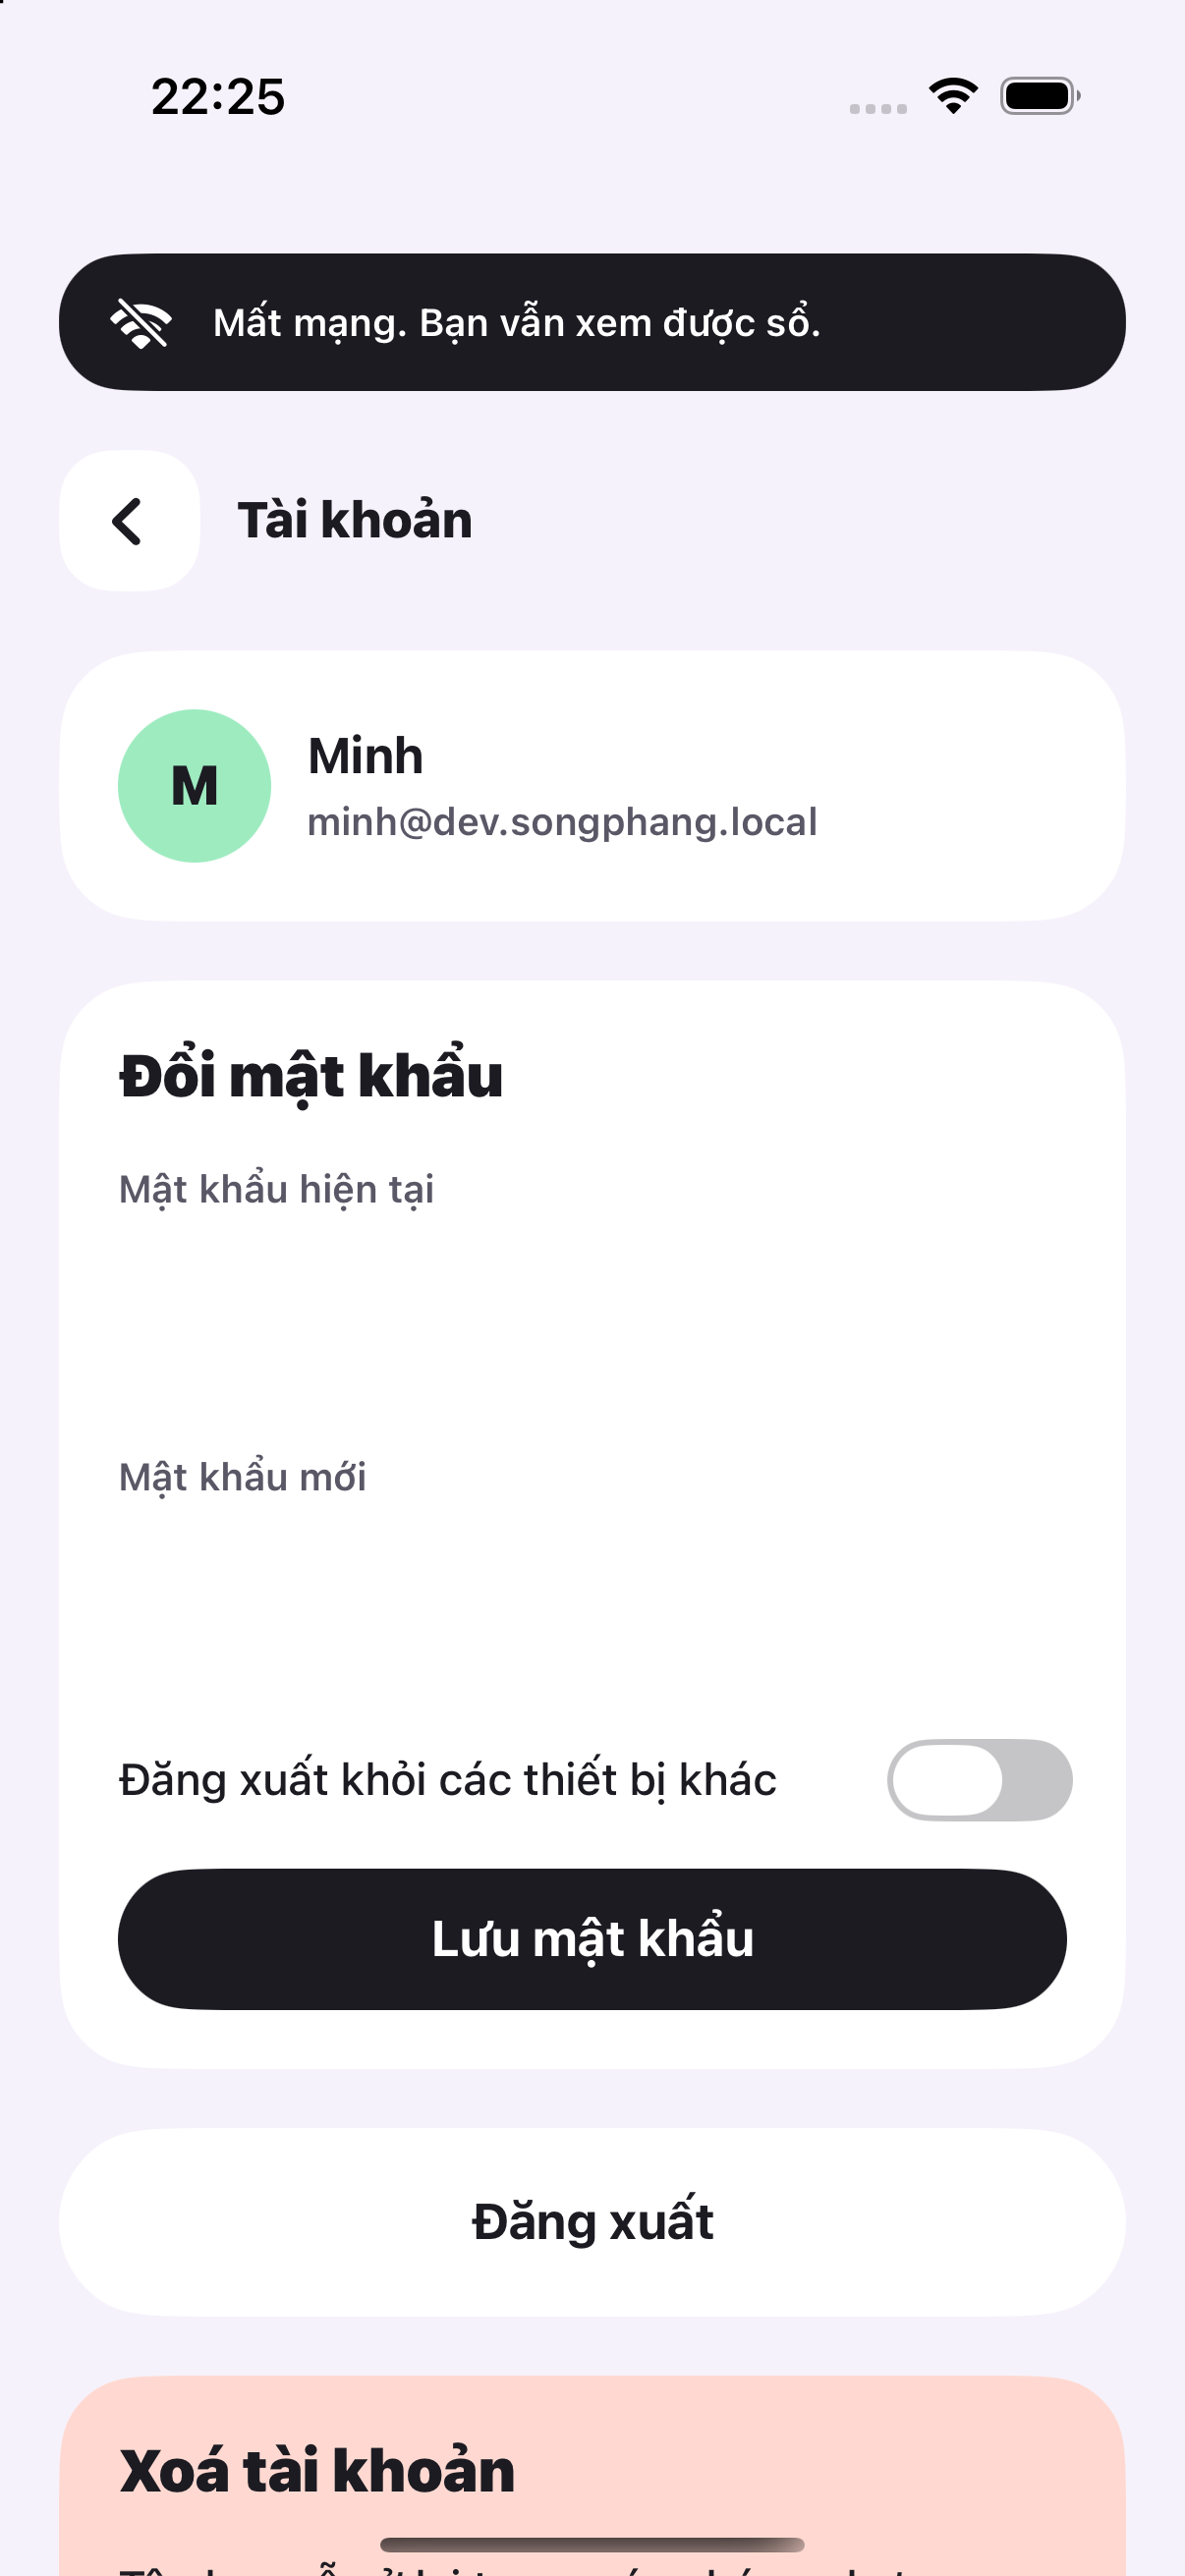 22:25
Mất mạng. Bạn vẫn xem được sổ.
Tài khoản
M
Minh
minh@dev.songphang.local
Đổi mật khẩu
Mật khẩu hiện tại
Mật khẩu mới
Đăng xuất khỏi các thiết bị khác
Lưu mật khẩu
Đăng xuất
Xoá tài khoản